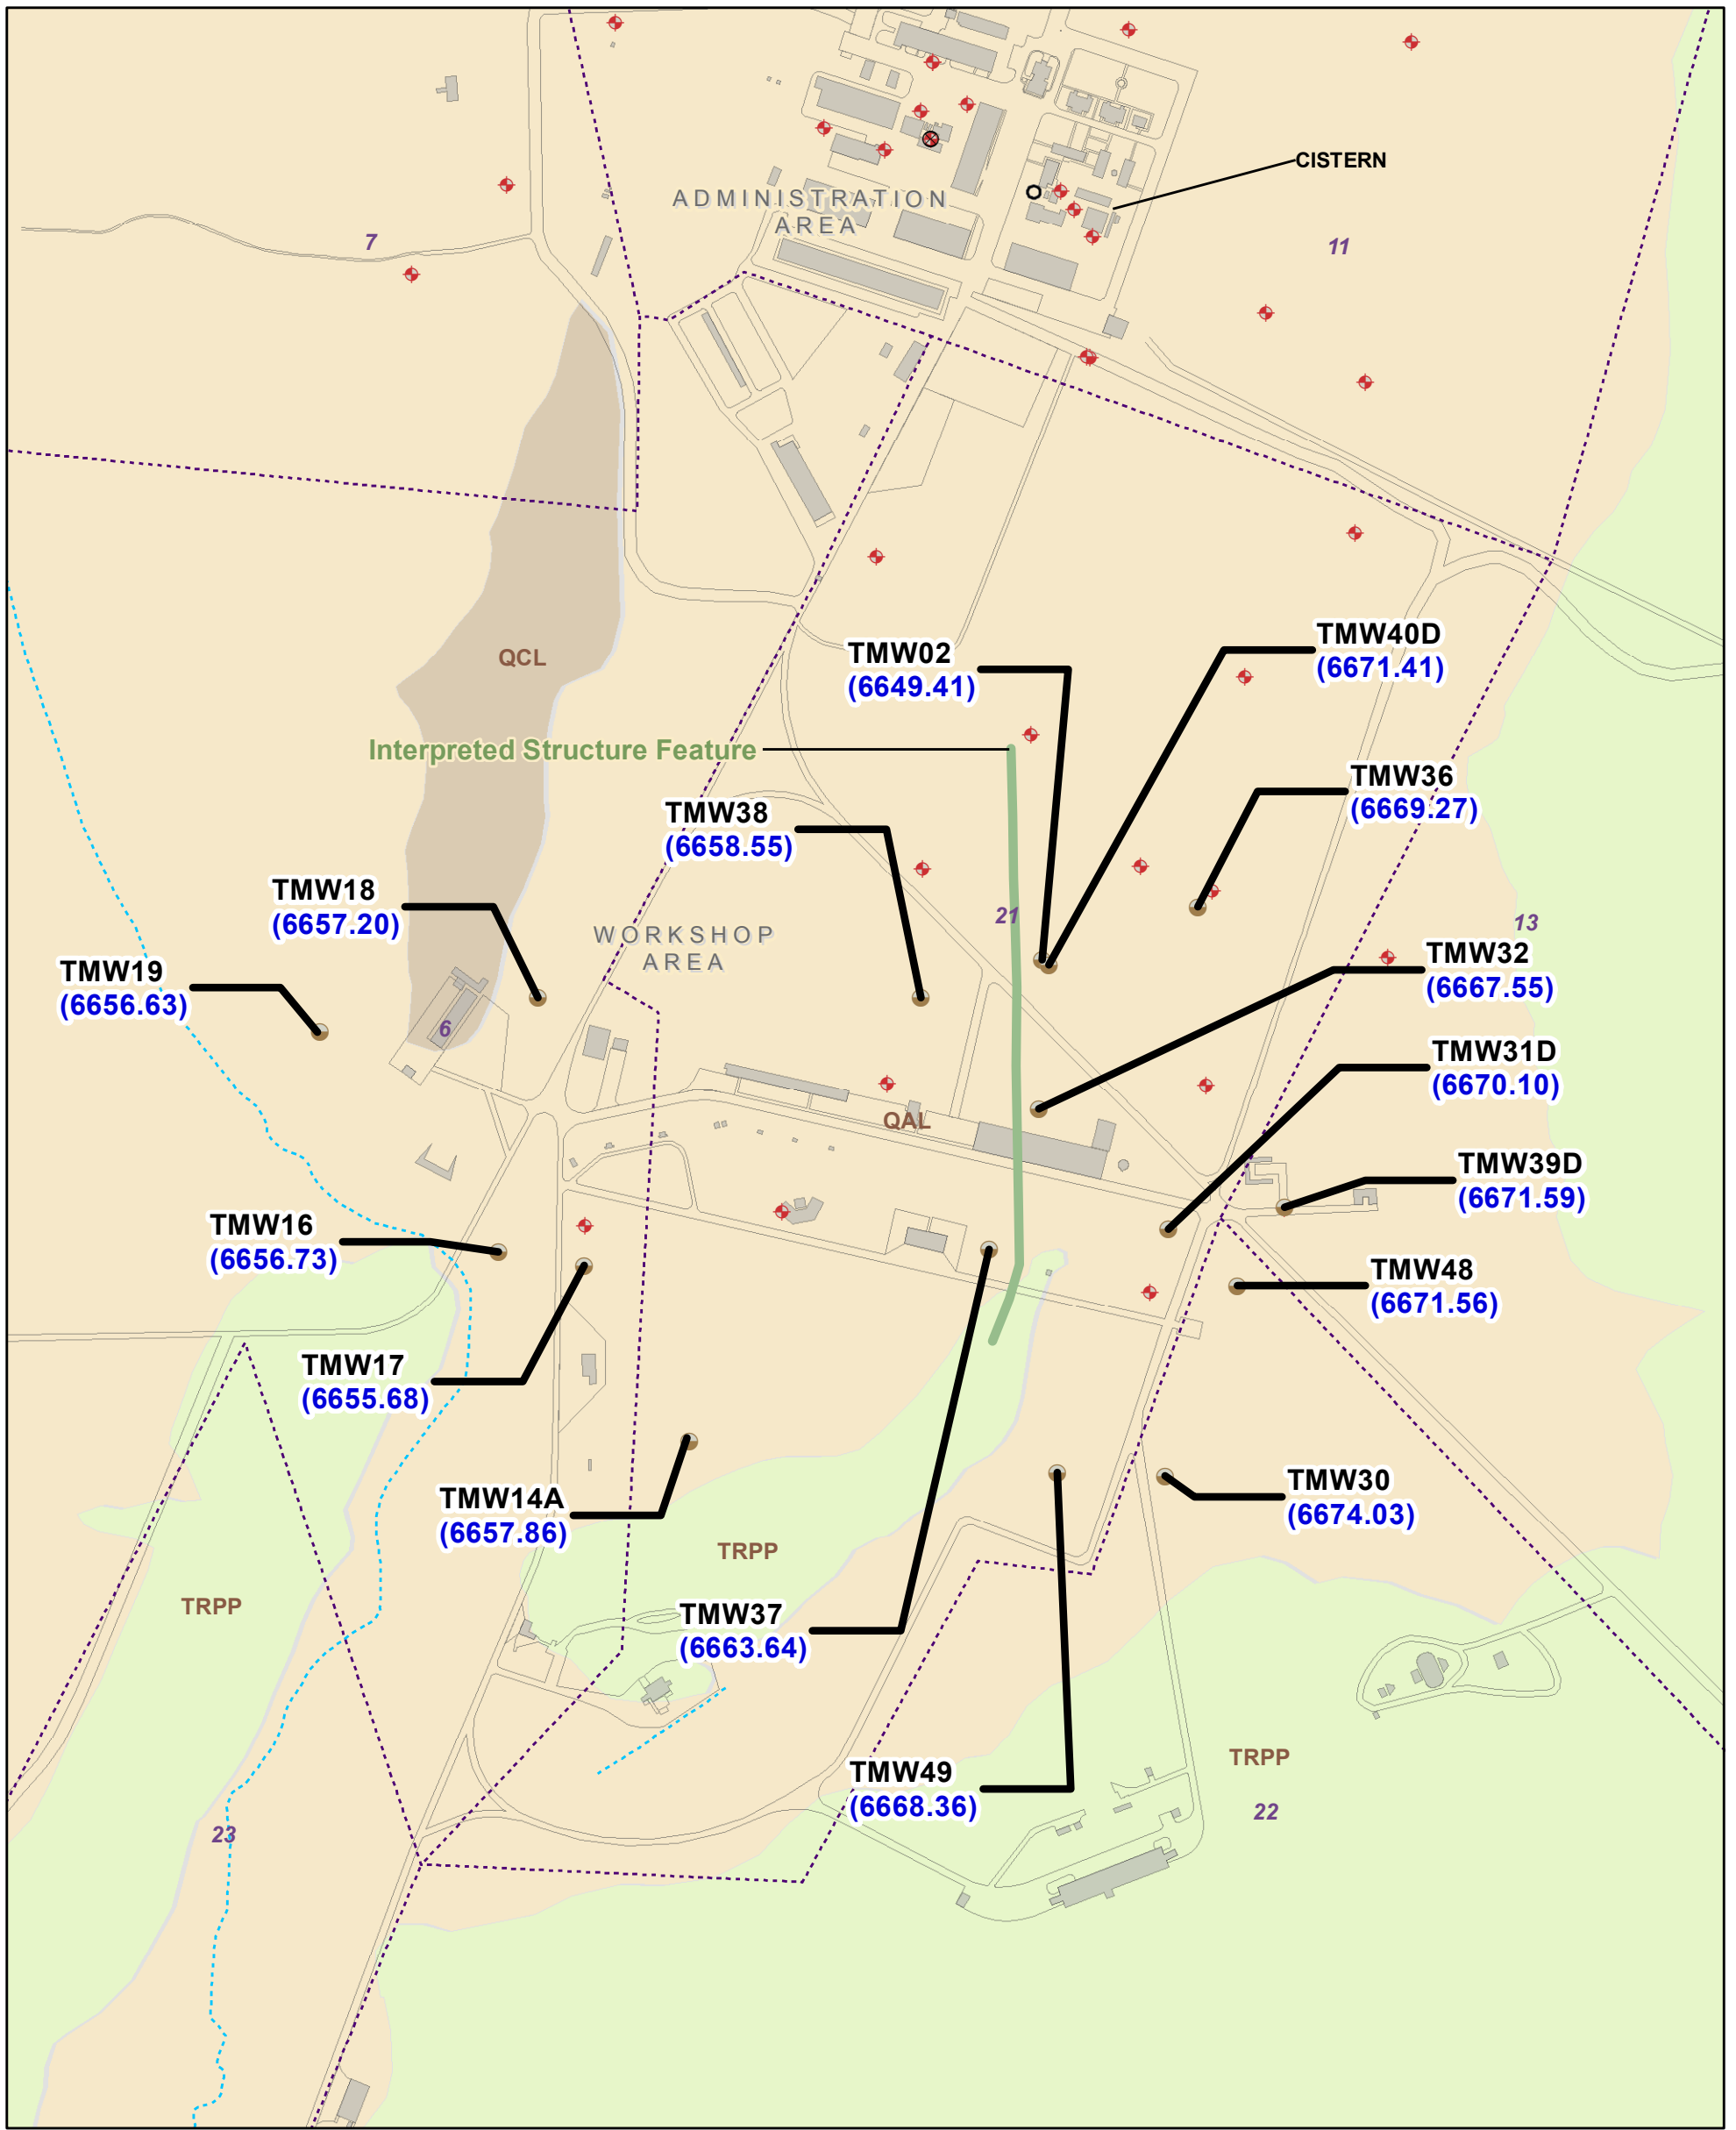 CISTERN
ADMINISTRATION
AREA
7
11
TMW40D
(6671.41)
TMW02
(6649.41)
QCL
Interpreted Structure Feature
TMW36
(6669.27)
TMW38
(6658.55)
TMW18
(6657.20)
21
13
WORKSHOP
AREA
TMW32
(6667.55)
TMW19
(6656.63)
6
TMW31D
(6670.10)
QAL
TMW39D
(6671.59)
TMW16
(6656.73)
TMW48
(6671.56)
TMW17
(6655.68)
TMW30
(6674.03)
TMW14A
(6657.86)
TRPP
TRPP
TMW37
(6663.64)
TRPP
TMW49
(6668.36)
22
23